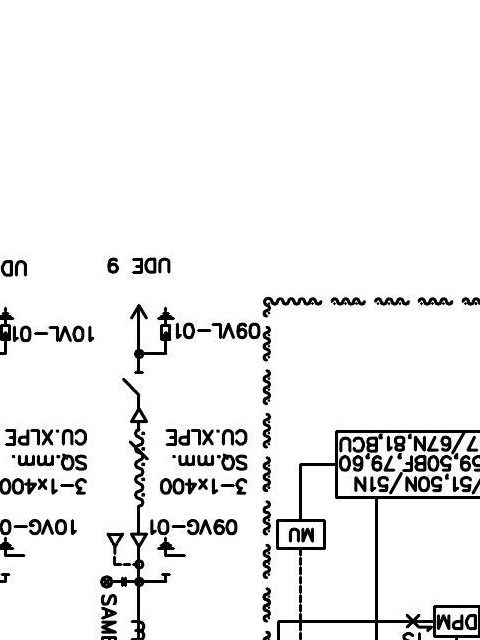 DPM
SAM
MU
/51,50N/51N
59,50BF,79,60
7/67N,81,BCU
09VG-01
10VG-0
3-1x400
SQ.mm.
CU.XLPE
3-1x400
SQ.mm.
CU.XLPE
09VL-01
10VL-01
UDE 9
UD